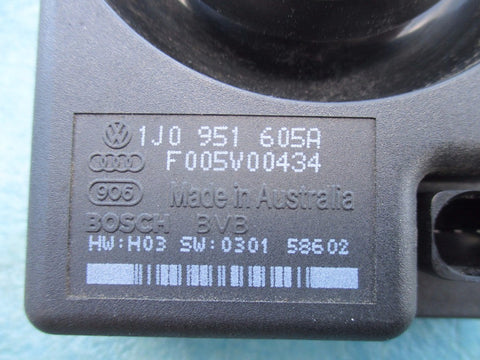 1J0 951 605A
F005V00434
906 Made in Australia
BOSCH BVB
HW:H03 SW:0301 58602